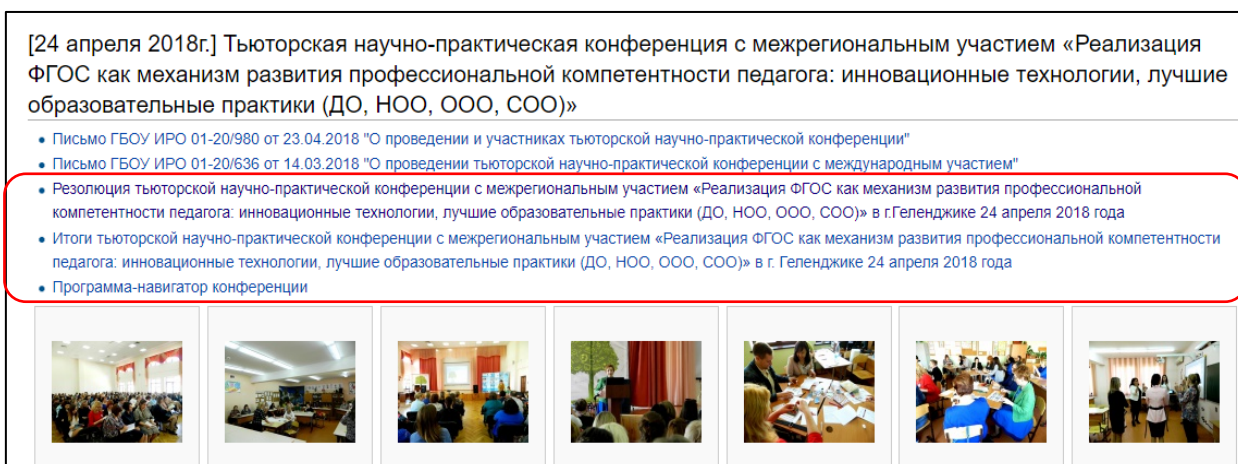 [24 апреля 2018г.] Тьюторская научно-практическая конференция с межрегиональным участием «Реализация
ФГОС как механизм развития профессиональной компетентности педагога: инновационные технологии, лучшие
образовательные практики (ДО, НОО, ООО, СОО)»
• Письмо ГБОУ ИРО 01-20/980 от 23.04.2018 "О проведении и участниках тьюторской научно-практической конференции"
• Письмо ГБОУ ИРО 01-20/636 от 14.03.2018 "О проведении тьюторской научно-практической конференции с международным участием"
• Резолюция тьюторской научно-практической конференции с межрегиональным участием «Реализация ФГОС как механизм развития профессиональной
компетентности педагога: инновационные технологии, лучшие образовательные практики (ДО, НОО, ООО, СОО)» в г.Геленджике 24 апреля 2018 года
• Итоги тьюторской научно-практической конференции с межрегиональным участием «Реализация ФГОС как механизм развития профессиональной компетентности
педагога: инновационные технологии, лучшие образовательные практики (ДО, НОО, ООО, СОО)» в г. Геленджике 24 апреля 2018 года
• Программа-навигатор конференции